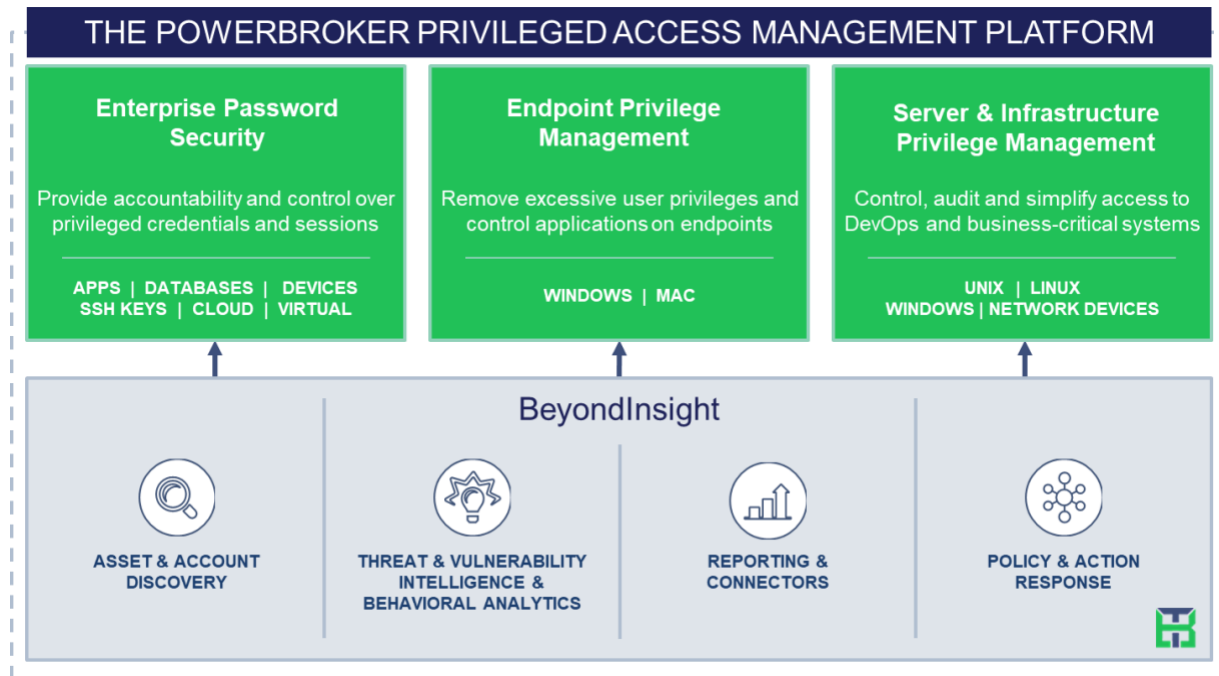 THE POWERBROKER PRIVILEGED ACCESS MANAGEMENT PLATFORM
Enterprise Password
Security
Provide accountability and control over
privileged credentials and sessions
APPS | DATABASES | DEVICES
SSH KEYS | CLOUD | VIRTUAL
Endpoint Privilege
Management
Remove excessive user privileges and
control applications on endpoints
WINDOWS | MAC
Server & Infrastructure
Privilege Management
Control, audit and simplify access to
DevOps and business-critical systems
UNIX | LINUX
WINDOWS | NETWORK DEVICES
BeyondInsight
ASSET & ACCOUNT
DISCOVERY
THREAT & VULNERABILITY
INTELLIGENCE &
BEHAVIORAL ANALYTICS
REPORTING &
CONNECTORS
POLICY & ACTION
RESPONSE